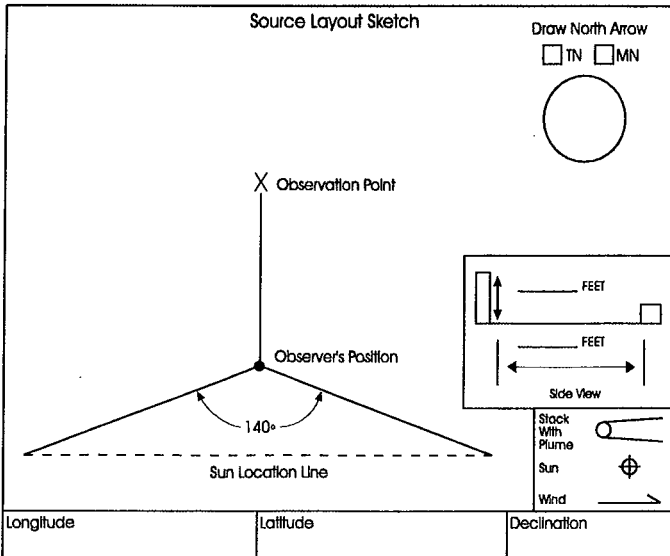 Source Layout Sketch
Draw North Arrow
TN MN
X Observation Point
FEET
Observer's Position
FEET
Side View
140°
Sun Location Line
Stack
With
Plume
Sun
Wind
Longitude
Latitude
Declination